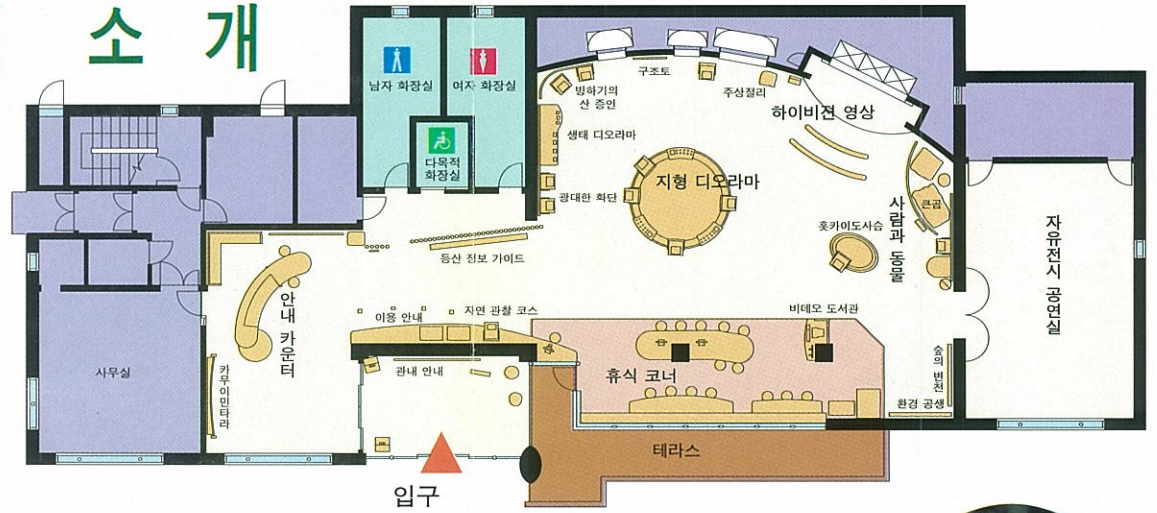 소 개
남자 화장실
여자 화장실
다목적
화장실
구조토
빙하기의
산 증인
주상절리
하이비젼 영상
생태 디오라마
지형 디오라마
광대한 화단
사람과 동물
큰곰
홋카이도사슴
자유전시 공연실
등산 정보 가이드
안내 카운터
이용 안내
자연 관찰 코스
비데오 도서관
사무실
카무이민타라
관내 안내
휴식 코너
숲의 변천
환경 공생
테라스
입구